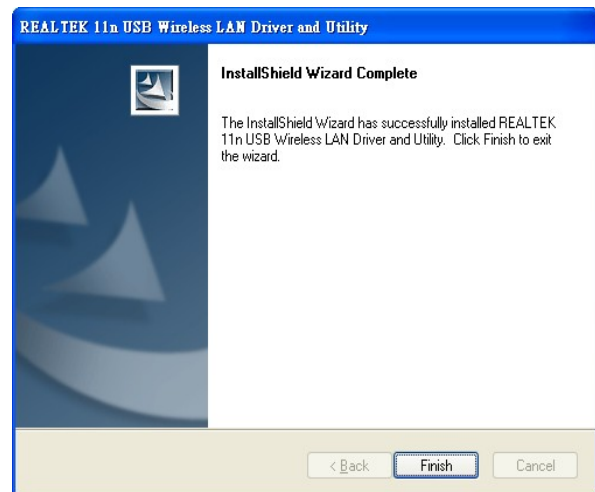 REALTEK 11n USB Wireless LAN Driver and Utility
InstallShield Wizard Complete
The InstallShield Wizard has successfully installed REALTEK
11n USB Wireless LAN Driver and Utility. Click Finish to exit
the wizard.
< Back Finish Cancel